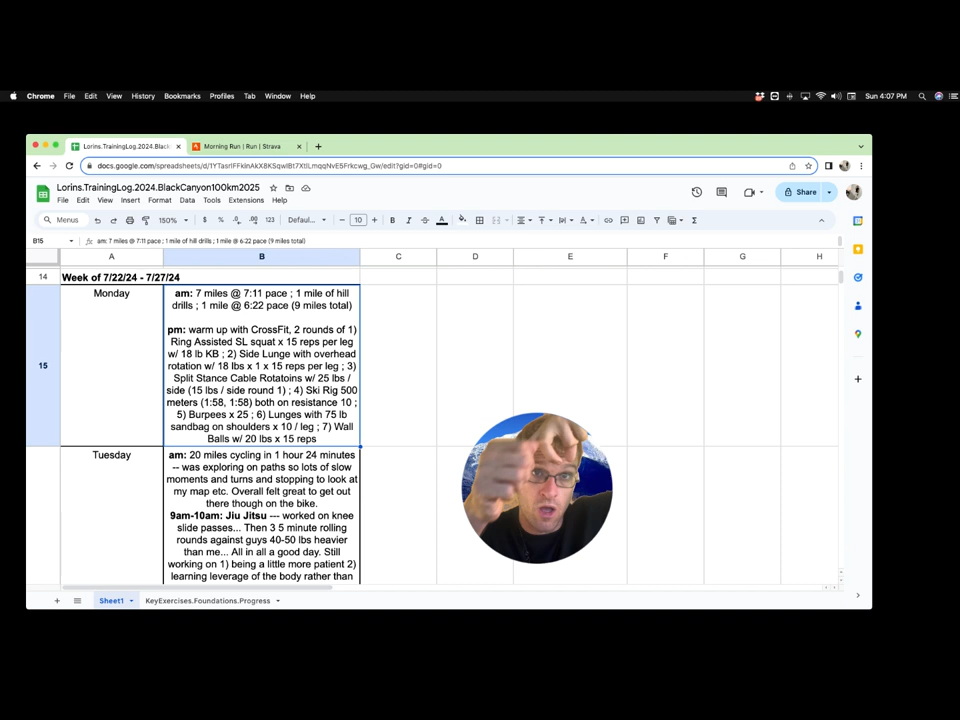 Chrome File Edit View History Bookmarks Profiles Tab Window Help
Sun 4:07 PM
Lorins.TrainingLog.2024.Black
Morning Run | Run | Strava
Lorins.TrainingLog.2024.BlackCanyon100km2025
File Edit View Insert Format Data Tools Extensions Help
Share
Menus
150%
$ % .0 .00 123
Defaul...
10
B15
am: 7 miles @ 7:11 pace ; 1 mile of hill drills ; 1 mile @ 6:22 pace (9 miles total)
A B C D E F G H
14
Week of 7/22/24 - 7/27/24
15
Monday
am: 7 miles @ 7:11 pace ; 1 mile of hill
drills ; 1 mile @ 6:22 pace (9 miles total)
pm: warm up with CrossFit, 2 rounds of 1)
Ring Assisted SL squat x 15 reps per leg
w/ 18 lb KB ; 2) Side Lunge with overhead
rotation w/ 18 lbs x 1 x 15 reps per leg ; 3)
Split Stance Cable Rotatoins w/ 25 lbs /
side (15 lbs / side round 1) ; 4) Ski Rig 500
meters (1:58, 1:58) both on resistance 10 ;
5) Burpees x 25 ; 6) Lunges with 75 lb
sandbag on shoulders x 10 / leg ; 7) Wall
Balls w/ 20 lbs x 15 reps
Tuesday
am: 20 miles cycling in 1 hour 24 minutes
-- was exploring on paths so lots of slow
moments and turns and stopping to look at
my map etc. Overall felt great to get out
there though on the bike.
9am-10am: Jiu Jitsu --- worked on knee
slide passes... Then 3 5 minute rolling
rounds against guys 40-50 lbs heavier
than me... All in all a good day. Still
working on 1) being a little more patient 2)
learning leverage of the body rather than
Sheet1
KeyExercises.Foundations.Progress